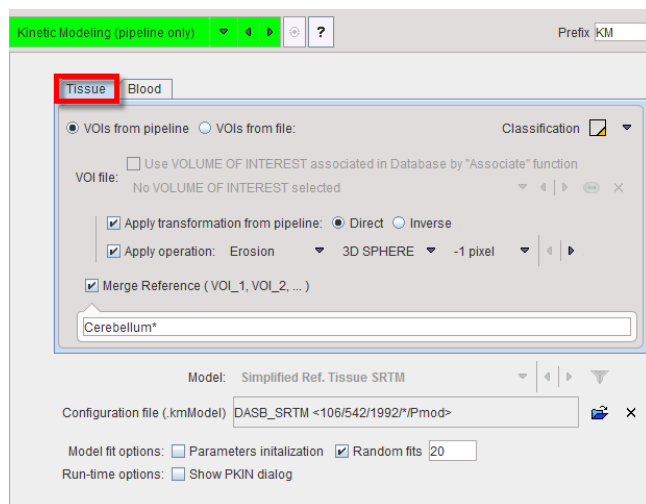 Kinetic Modeling (pipeline only) ? Prefix KM
Tissue Blood
VOIs from pipeline VOIs from file: Classification
Use VOLUME OF INTEREST associated in Database by "Associate" function
VOI file:
No VOLUME OF INTEREST selected
Apply transformation from pipeline: Direct Inverse
Apply operation: Erosion 3D SPHERE -1 pixel
Merge Reference ( VOI_1, VOI_2, ... )
Cerebellum*
Model: Simplified Ref. Tissue SRTM
Configuration file (.kmModel) DASB_SRTM <106/542/1992/*/Pmod>
Model fit options: Parameters initalization Random fits 20
Run-time options: Show PKIN dialog